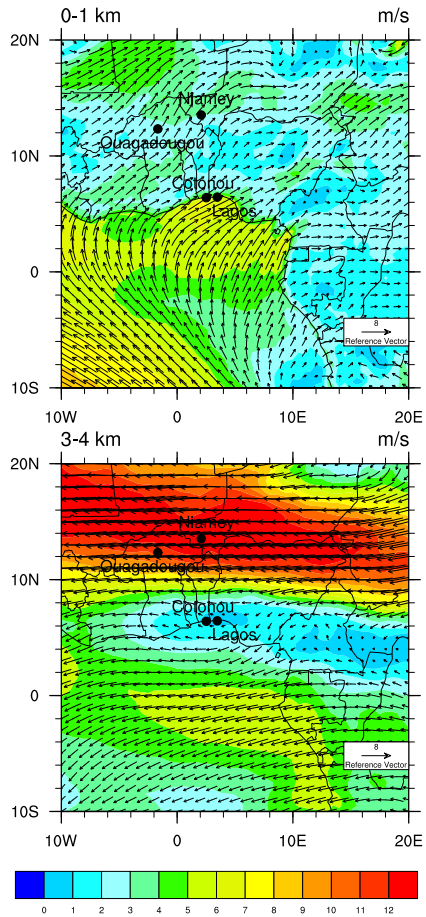 0-1 km m/s
20N
Niamey
Ouagadougou
10N
Cotonou
Lagos
0
8
Reference Vector
10S
10W 0 10E 20E
3-4 km m/s
20N
Niamey
Ouagadougou
10N
Cotonou
Lagos
0
8
Reference Vector
10S
10W 0 10E 20E
0 1 2 3 4 5 6 7 8 9 10 11 12